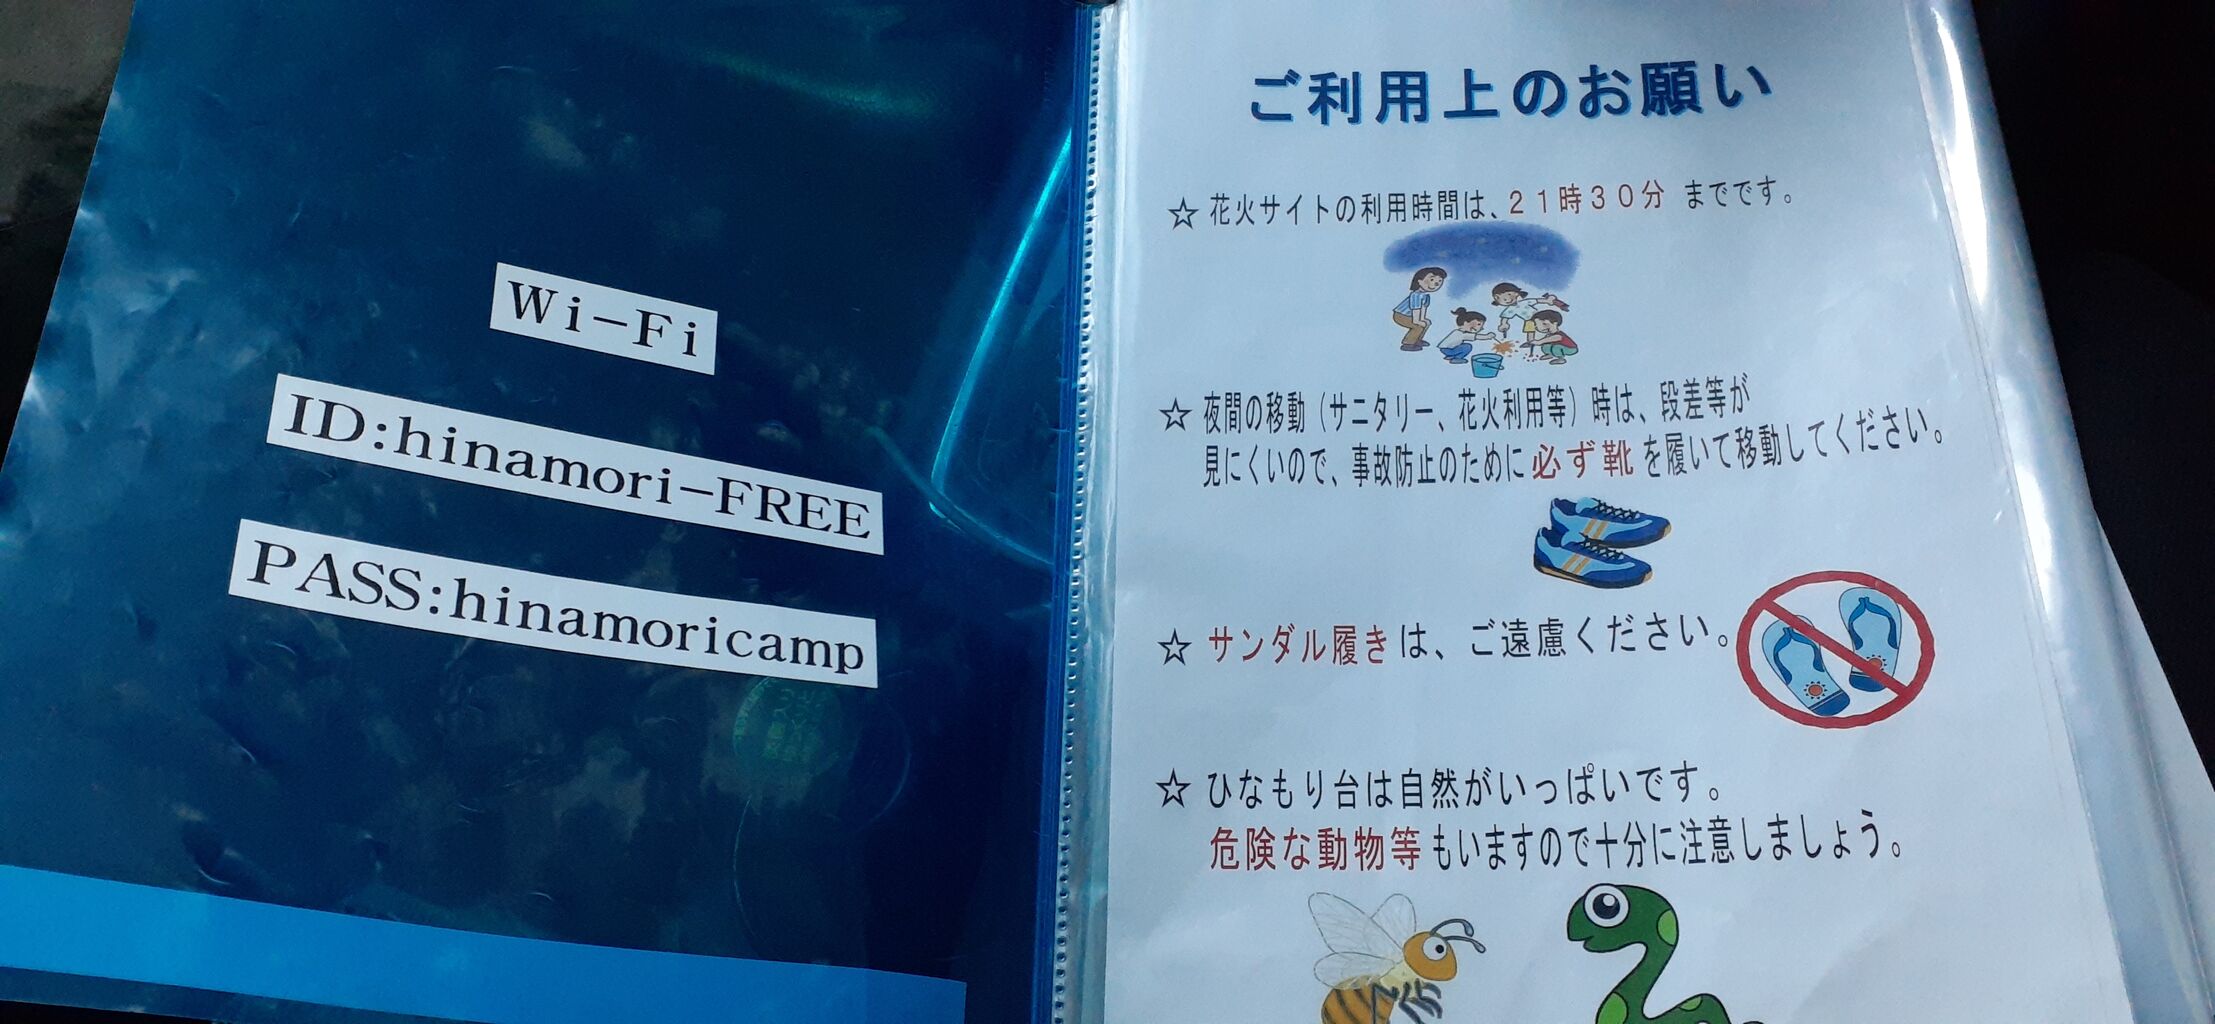 Wi-Fi
ID:hinamori-FREE
PASS:hinamoricamp
ご利用上のお願い
☆ 花火サイトの利用時間は、21時30分 までです。
☆ 夜間の移動（サニタリー、花火利用等）時は、段差等が
見にくいので、事故防止のために必ず靴を履いて移動してください。
☆ サンダル履きは、ご遠慮ください。
☆ ひなもり台は自然がいっぱいです。
危険な動物等もいますので十分に注意しましょう。